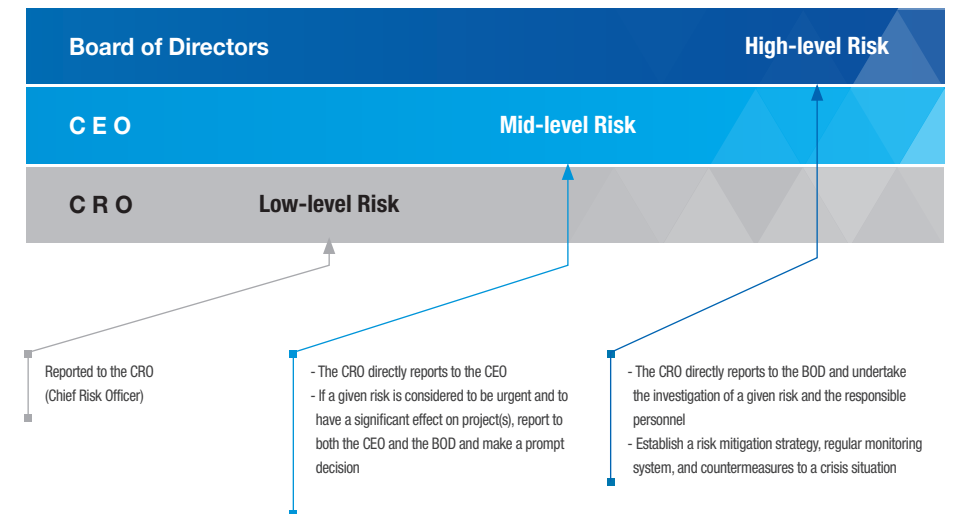 Board of Directors
High-level Risk
CEO
Mid-level Risk
CRO
Low-level Risk
Reported to the CRO
(Chief Risk Officer)
- The CRO directly reports to the CEO
- If a given risk is considered to be urgent and to
have a significant effect on project(s), report to
both the CEO and the BOD and make a prompt
decision
- The CRO directly reports to the BOD and undertake
the investigation of a given risk and the responsible
personnel
- Establish a risk mitigation strategy, regular monitoring
system, and countermeasures to a crisis situation